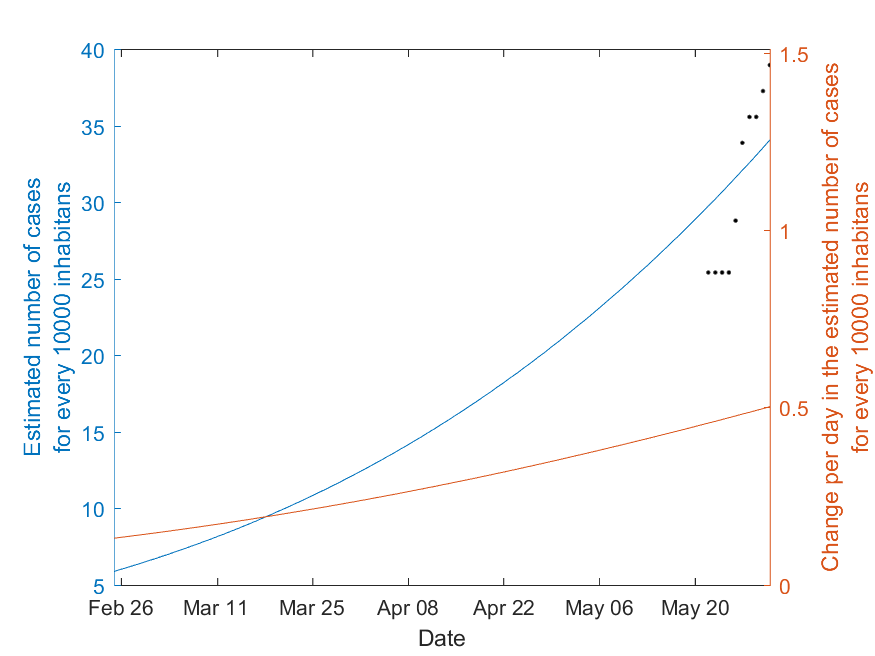 40
35
30
25
20
15
10
5
Estimated number of cases
for every 10000 inhabitans
1.5
1
0.5
0
Change per day in the estimated number of cases
for every 10000 inhabitans
Feb 26 Mar 11 Mar 25 Apr 08 Apr 22 May 06 May 20
Date